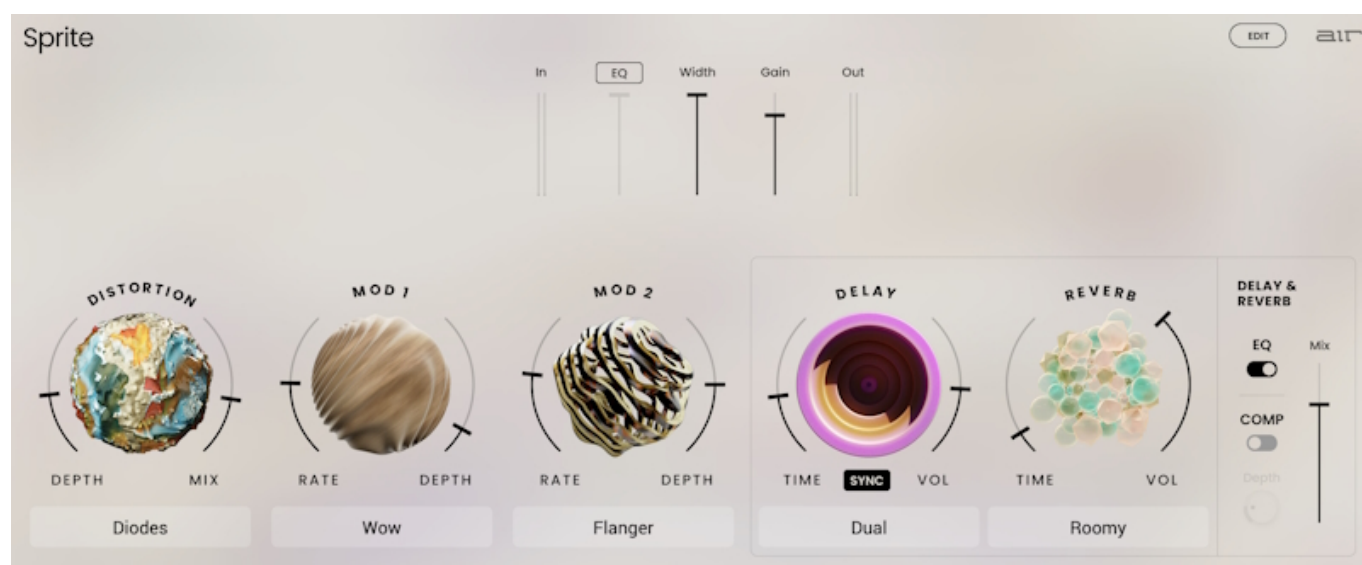 Sprite
EDIT
air
In EQ Width Gain Out
DISTORTION MOD 1 MOD 2 DELAY REVERB
DELAY &
REVERB
EQ Mix
COMP
DEPTH MIX RATE DEPTH RATE DEPTH TIME SYNC VOL TIME VOL Depth
Diodes Wow Flanger Dual Roomy